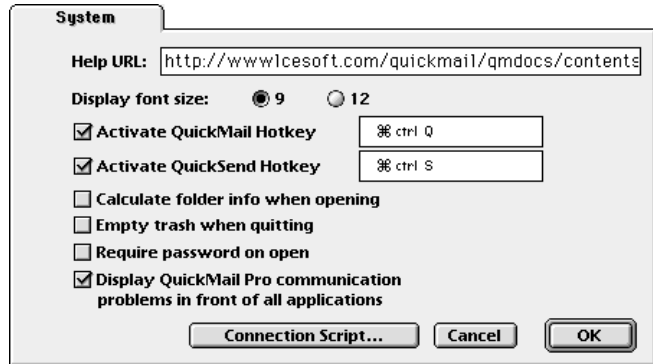 System
Help URL: http://www1cesoft.com/quickmail/qmdocs/contents
Display font size: 9 12
Activate QuickMail Hotkey ⌘ ctrl Q
Activate QuickSend Hotkey ⌘ ctrl S
Calculate folder info when opening
Empty trash when quitting
Require password on open
Display QuickMail Pro communication
problems in front of all applications
Connection Script... Cancel OK